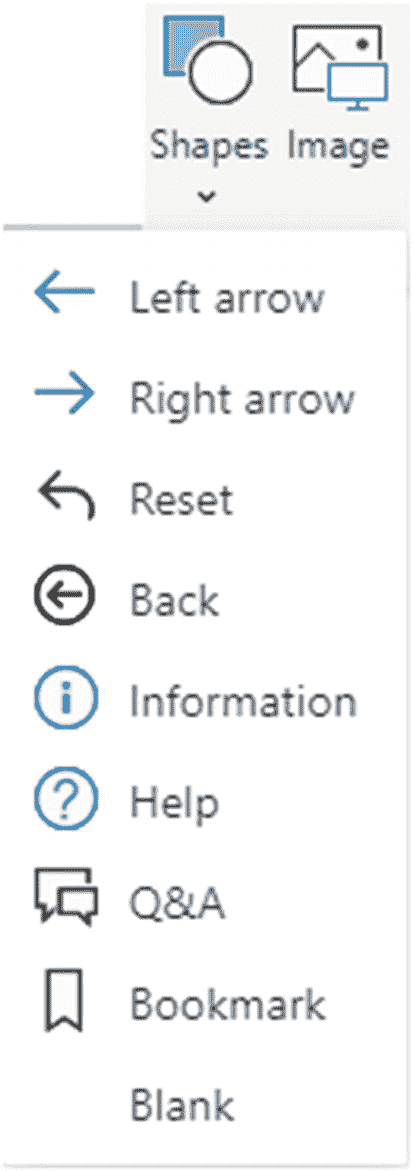 Shapes Image
Left arrow
Right arrow
Reset
Back
Information
Help
Q&A
Bookmark
Blank